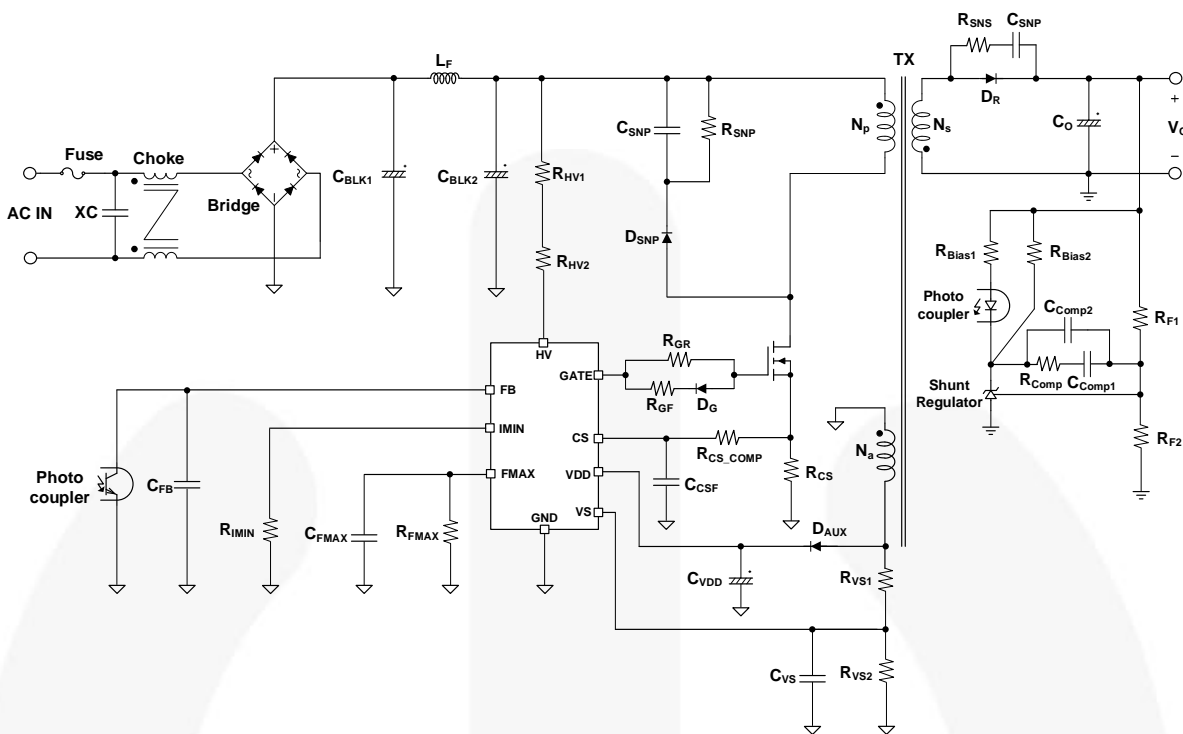 RSNS CSNP
LF
TX
DR
CSNP
RSNP
Np
Ns
CO
+
VO
−
Fuse
Choke
CBLK1
CBLK2
RHV1
+
−
Bridge
AC IN
XC
DSNP
RHV2
RBias1
RBias2
Photo
coupler
CComp2
RF1
HV
RGR
GATE
RGF
DG
RComp
CComp1
Shunt
Regulator
FB
IMIN
CS
RCS_COMP
Na
RF2
FMAX
VDD
RCS
CCSF
Photo
coupler
CFB
VS
GND
RIMIN
CFMAX
RFMAX
DAUX
CVDD
RVS1
CVS
RVS2